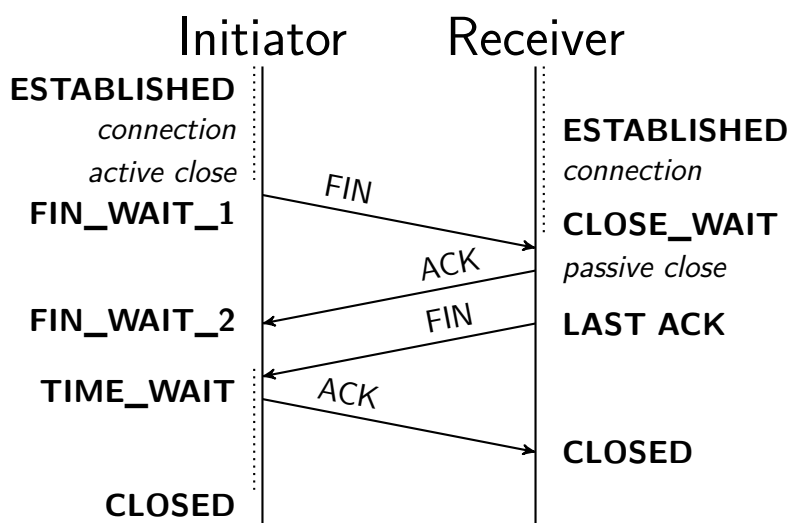 Initiator
Receiver
ESTABLISHED
connection
active close
FIN_WAIT_1
FIN
ESTABLISHED
connection
CLOSE_WAIT
passive close
ACK
FIN_WAIT_2
FIN
LAST ACK
TIME_WAIT
ACK
CLOSED
CLOSED